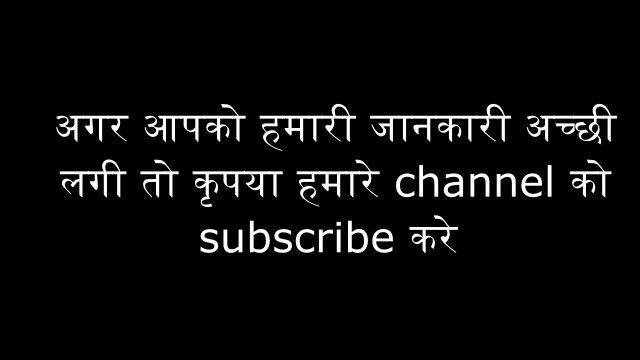 अगर आपको हमारी जानकारी अच्छी
लगी तो कृपया हमारे channel को
subscribe करे